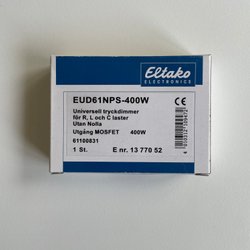 Eltako
ELECTRONICS
EUD61NPS-400W
Universell tryckdimmer
för R, L och C laster
Utan Nolla
Utgång MOSFET 400W
61100831
1 St. E nr. 13 770 52
CE